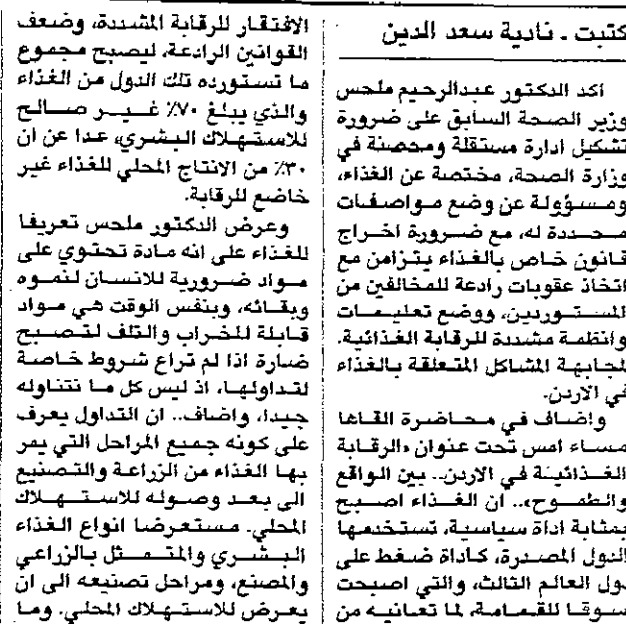 كتبت ـ نادية سعد الدين
اكد الدكتور عبدالرحيم ملحس
وزير الصحة السابق على ضرورة
تشكيل ادارة مستقلة ومحصنة في
وزارة الصحة، مختصة عن الغذاء،
ومسؤولة عن وضع مواصفات
محددة له، مع ضرورة اخراج
قانون خاص بالغذاء يتزامن مع
اتخاذ عقوبات رادعة للمخالفين من
المستوردين، ووضع تعليمات
وانظمة مشددة للرقابة الغذائية.
لمجابهة المشاكل المتعلقة بالغذاء
في الاردن.
واضاف في محاضرة القاها
مساء امس تحت عنوان «الرقابة
الغذائية في الاردن.. بين الواقع
والطموح».. ان الغذاء اصبح
بمثابة اداة سياسية، تستخدمها
الدول المصدرة، كاداة ضغط على
دول العالم الثالث، والتي اصبحت
سوقا للقمامة، لما تعانيه من
الافتقار للرقابة المشددة، وضعف
القوانين الرادعة، ليصبح مجموع
ما تستورده تلك الدول من الغذاء
والذي يبلغ ٧٠٪ غير صالح
للاستهلاك البشري، عدا عن ان
٣٠٪ من الانتاج المحلي للغذاء غير
خاضع للرقابة.
وعرض الدكتور ملحس تعريفا
للغذاء على انه مادة تحتوي على
مواد ضرورية للانسان لنموه
وبقائه، وبنفس الوقت هي مواد
قابلة للخراب والتلف لتصبح
ضارة اذا لم تراع شروط خاصة
لتداولها، اذ ليس كل ما نتناوله
جيدا، واضاف.. ان التداول يعرف
على كونه جميع المراحل التي يمر
بها الغذاء من الزراعة والتصنيع
الى بعد وصوله للاستهلاك
المحلي. مستعرضا انواع الغذاء
البشري والمتمثل بالزراعي
والمصنع، ومراحل تصنيعه الى ان
يعرض للاستهلاك المحلي. وما